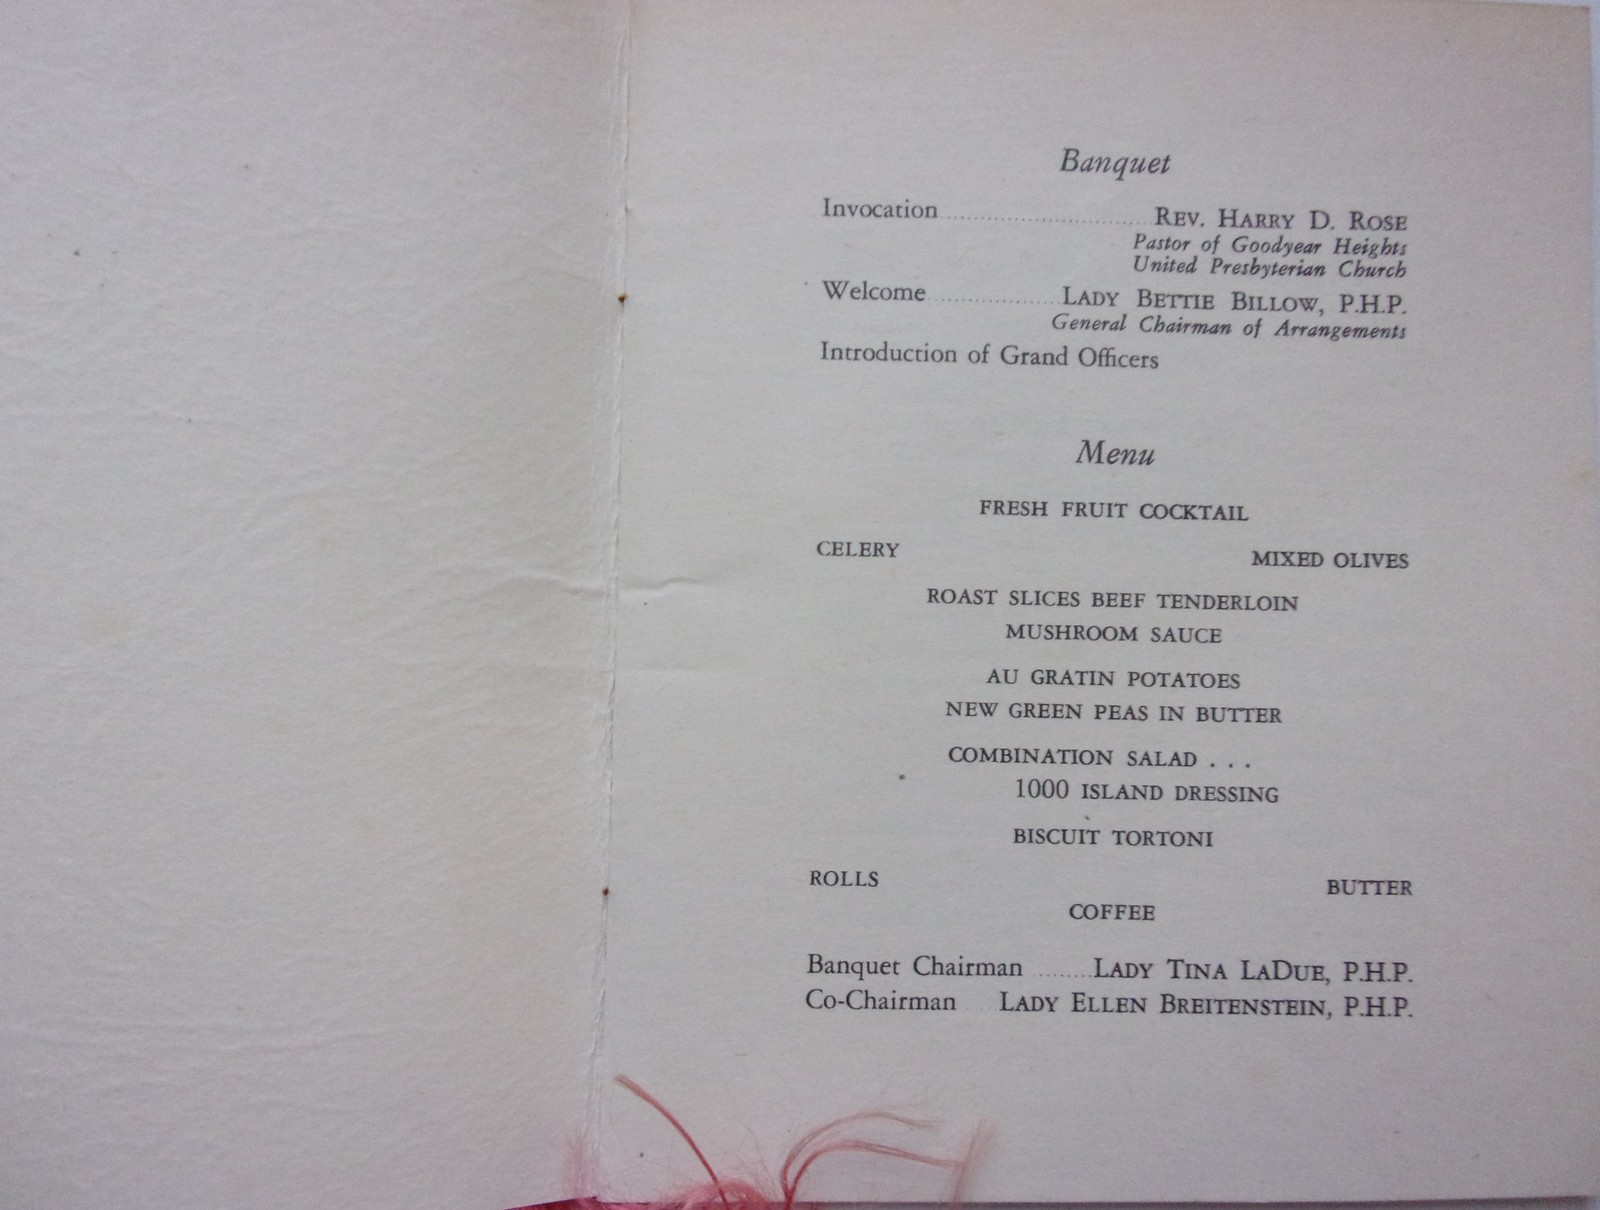 Banquet
Invocation ............................ REV. HARRY D. ROSE
Pastor of Goodyear Heights
United Presbyterian Church
Welcome ................... LADY BETTIE BILLOW, P.H.P.
General Chairman of Arrangements
Introduction of Grand Officers
Menu
FRESH FRUIT COCKTAIL
CELERY MIXED OLIVES
ROAST SLICES BEEF TENDERLOIN
MUSHROOM SAUCE
AU GRATIN POTATOES
NEW GREEN PEAS IN BUTTER
COMBINATION SALAD . . .
1000 ISLAND DRESSING
BISCUIT TORTONI
ROLLS BUTTER
COFFEE
Banquet Chairman ........ LADY TINA LADUE, P.H.P.
Co-Chairman LADY ELLEN BREITENSTEIN, P.H.P.